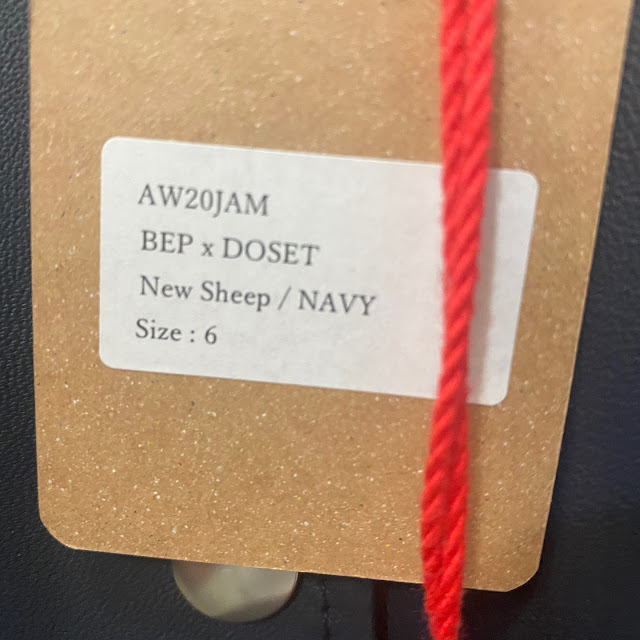 AW20JAM
BEP x DOSET
New Sheep / NAVY
Size : 6